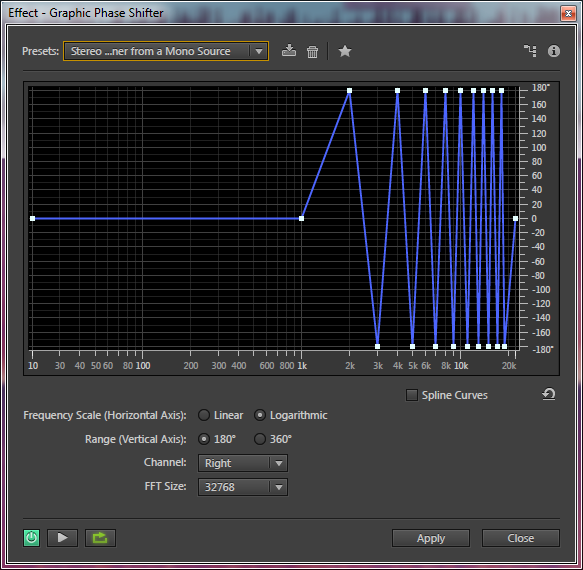 Effect - Graphic Phase Shifter
Presets: Stereo ...ner from a Mono Source
180°
160
140
120
100
80
60
40
20
0
-20
-40
-60
-80
-100
-120
-140
-160
-180°
10 30 40 50 60 80 100 200 300 400 600 800 1k 2k 3k 4k 5k 6k 8k 10k 20k
Spline Curves
Frequency Scale (Horizontal Axis): Linear Logarithmic
Range (Vertical Axis): 180° 360°
Channel: Right
FFT Size: 32768
Apply Close